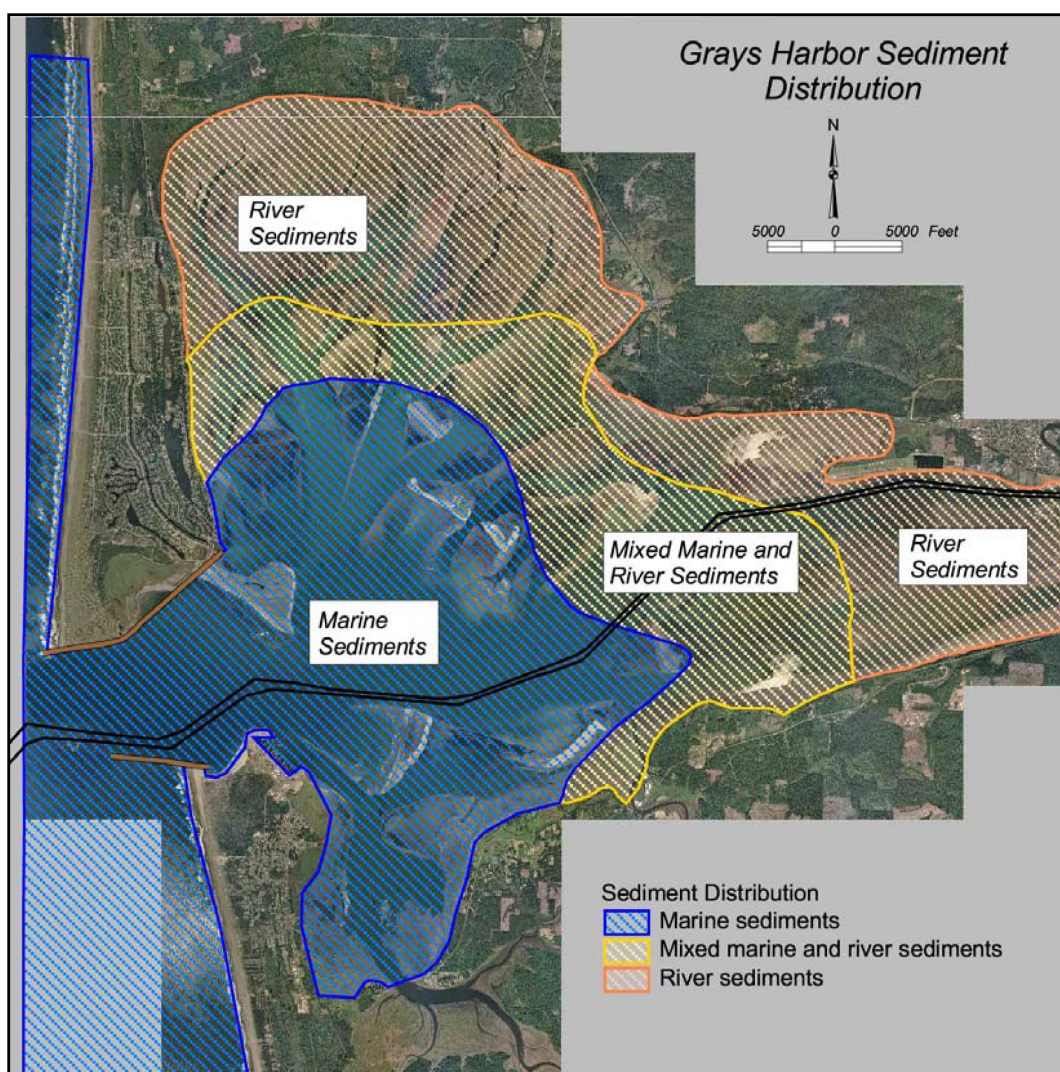 Grays Harbor Sediment
Distribution
N
5000 0 5000 Feet
River
Sediments
Mixed Marine and
River Sediments
River
Sediments
Marine
Sediments
Sediment Distribution
Marine sediments
Mixed marine and river sediments
River sediments